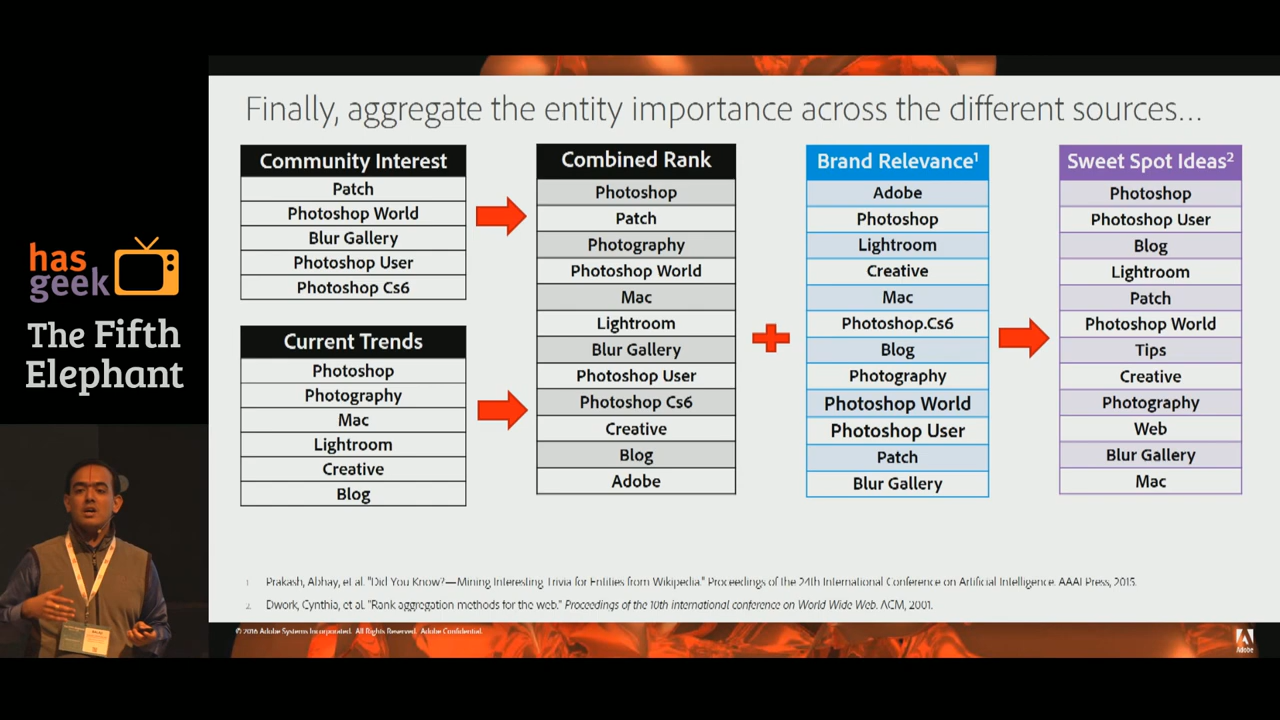 has
geek
The Fifth
Elephant
Finally, aggregate the entity importance across the different sources...
Community Interest
Patch
Photoshop World
Blur Gallery
Photoshop User
Photoshop Cs6
Current Trends
Photoshop
Photography
Mac
Lightroom
Creative
Blog
Combined Rank
Photoshop
Patch
Photography
Photoshop World
Mac
Lightroom
Blur Gallery
Photoshop User
Photoshop Cs6
Creative
Blog
Adobe
Brand Relevance¹
Adobe
Photoshop
Lightroom
Creative
Mac
Photoshop.Cs6
Blog
Photography
Photoshop World
Photoshop User
Patch
Blur Gallery
Sweet Spot Ideas²
Photoshop
Photoshop User
Blog
Lightroom
Patch
Photoshop World
Tips
Creative
Photography
Web
Blur Gallery
Mac
1. Prakash, Abhay, et al. "Did You Know?—Mining Interesting Trivia for Entities from Wikipedia." Proceedings of the 24th International Conference on Artificial Intelligence. AAAI Press, 2015.
2. Dwork, Cynthia, et al. "Rank aggregation methods for the web." Proceedings of the 10th international conference on World Wide Web. ACM, 2001.
© 2016 Adobe Systems Incorporated. All Rights Reserved. Adobe Confidential.
Adobe